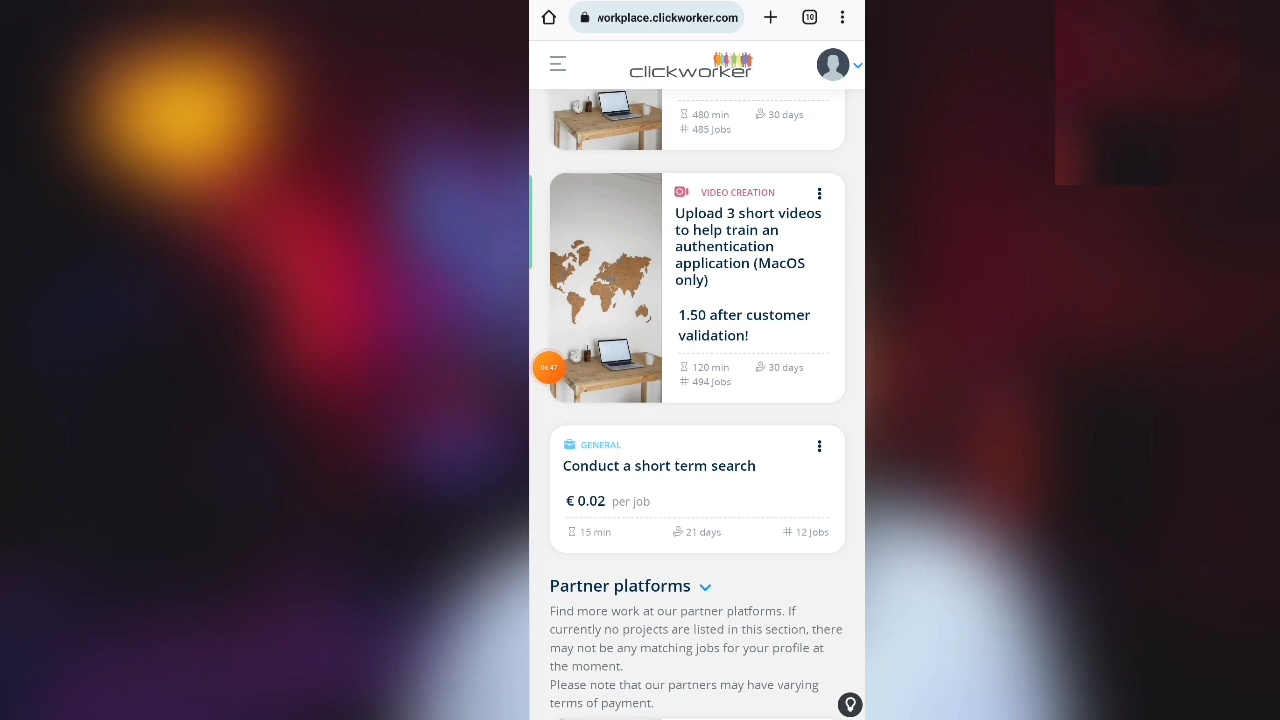 workplace.clickworker.com
10
clickworker
480 min
30 days
485 Jobs
VIDEO CREATION
Upload 3 short videos
to help train an
authentication
application (MacOS
only)
1.50 after customer
validation!
120 min
30 days
494 Jobs
06:47
GENERAL
Conduct a short term search
€ 0.02 per job
15 min
21 days
12 Jobs
Partner platforms
Find more work at our partner platforms. If
currently no projects are listed in this section, there
may not be any matching jobs for your profile at
the moment.
Please note that our partners may have varying
terms of payment.